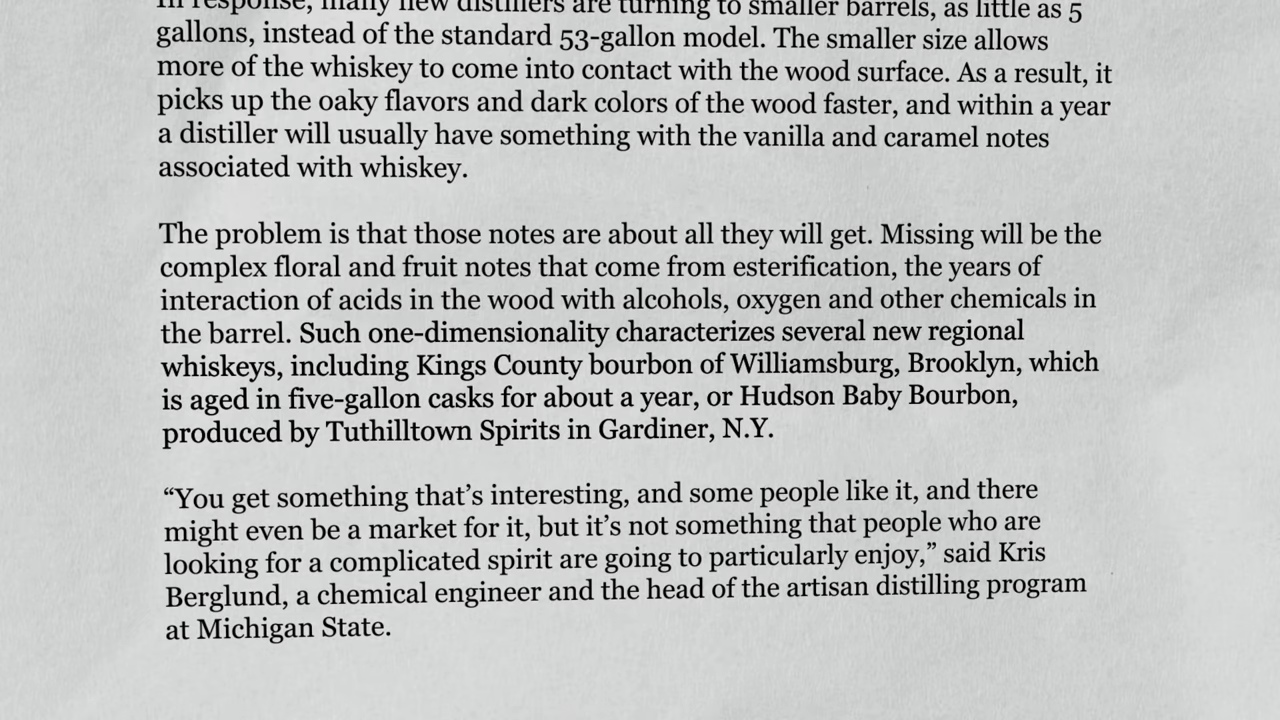 In response, many new distillers are turning to smaller barrels, as little as 5
gallons, instead of the standard 53-gallon model. The smaller size allows
more of the whiskey to come into contact with the wood surface. As a result, it
picks up the oaky flavors and dark colors of the wood faster, and within a year
a distiller will usually have something with the vanilla and caramel notes
associated with whiskey.
The problem is that those notes are about all they will get. Missing will be the
complex floral and fruit notes that come from esterification, the years of
interaction of acids in the wood with alcohols, oxygen and other chemicals in
the barrel. Such one-dimensionality characterizes several new regional
whiskeys, including Kings County bourbon of Williamsburg, Brooklyn, which
is aged in five-gallon casks for about a year, or Hudson Baby Bourbon,
produced by Tuthilltown Spirits in Gardiner, N.Y.
“You get something that’s interesting, and some people like it, and there
might even be a market for it, but it’s not something that people who are
looking for a complicated spirit are going to particularly enjoy,” said Kris
Berglund, a chemical engineer and the head of the artisan distilling program
at Michigan State.